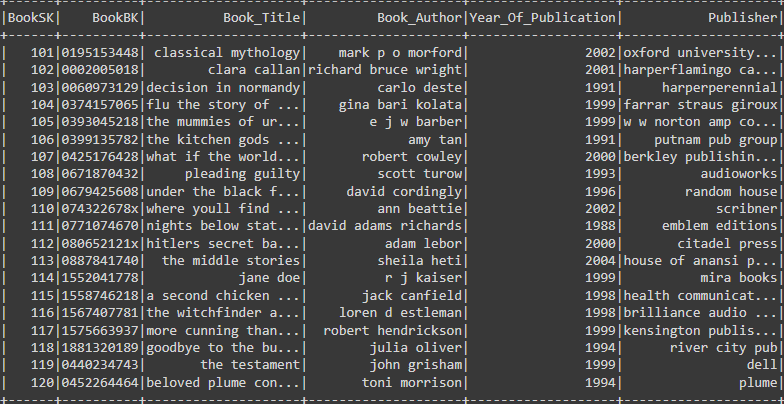 |BookSK|    BookBK|          Book_Title|         Book_Author|Year_Of_Publication|           Publisher|
|   101|0195153448| classical mythology|    mark p o morford|               2002|oxford university...|
|   102|0002005018|        clara callan|richard bruce wright|               2001|harperflamingo ca...|
|   103|0060973129|decision in normandy|         carlo deste|               1991|     harperperennial|
|   104|0374157065|flu the story of ...|    gina bari kolata|               1999|farrar straus giroux|
|   105|0393045218|the mummies of ur...|        e j w barber|               1999|w w norton amp co...|
|   106|0399135782|the kitchen gods ...|             amy tan|               1991|    putnam pub group|
|   107|0425176428|what if the world...|       robert cowley|               2000|berkley publishin...|
|   108|0671870432|     pleading guilty|         scott turow|               1993|          audioworks|
|   109|0679425608|under the black f...|     david cordingly|               1996|        random house|
|   110|074322678x|where youll find ...|         ann beattie|               2002|            scribner|
|   111|0771074670|nights below stat...|david adams richards|               1988|     emblem editions|
|   112|080652121x|hitlers secret ba...|          adam lebor|               2000|       citadel press|
|   113|0887841740|  the middle stories|         sheila heti|               2004|house of anansi p...|
|   114|1552041778|            jane doe|          r j kaiser|               1999|          mira books|
|   115|1558746218|a second chicken ...|       jack canfield|               1998|health communicat...|
|   116|1567407781|the witchfinder a...|    loren d estleman|               1998|brilliance audio ...|
|   117|1575663937|more cunning than...|  robert hendrickson|               1999|kensington publis...|
|   118|1881320189|goodbye to the bu...|        julia oliver|               1994|      river city pub|
|   119|0440234743|       the testament|        john grisham|               1999|                dell|
|   120|0452264464|beloved plume con...|       toni morrison|               1994|               plume|